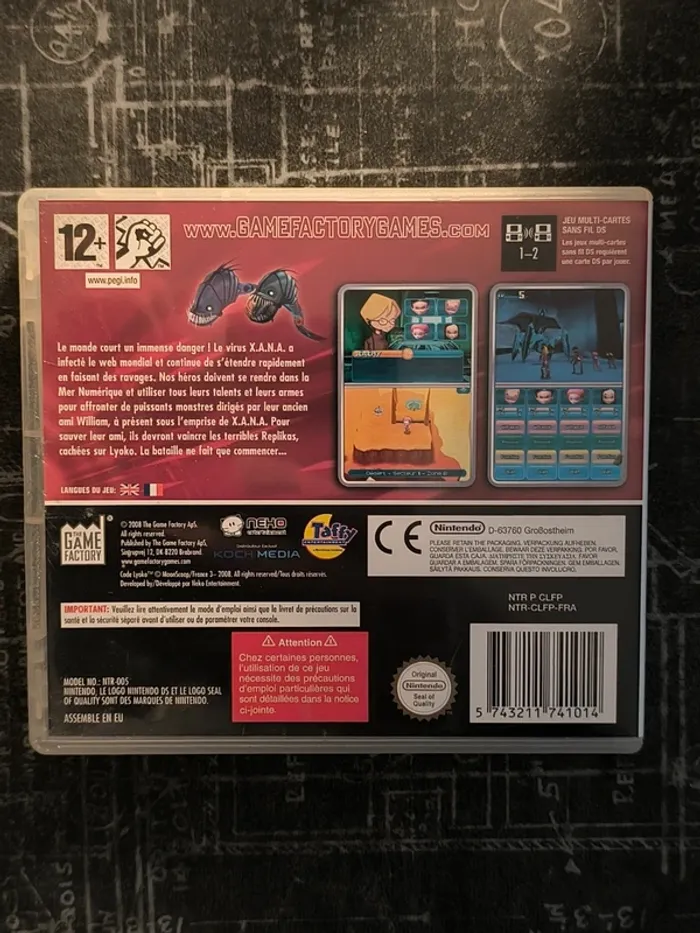 12+
www.pegi.info
WWW.GAMEFACTORYGAMES.COM
1-2
JEU MULTI-CARTES
SANS FIL DS
Les jeux multi-cartes
sans fil DS requièrent
une carte DS par joueur.
Le monde court un immense danger ! Le virus X.A.N.A. a
infecté le web mondial et continue de s'étendre rapidement
en faisant des ravages. Nos héros doivent se rendre dans la
Mer Numérique et utiliser tous leurs talents et leurs armes
pour affronter de puissants monstres dirigés par leur ancien
ami William, à présent sous l'emprise de X.A.N.A. Pour
sauver leur ami, ils devront vaincre les terribles Replikas,
cachées sur Lyoko. La bataille ne fait que commencer...
LANGUES DU JEU:
THE
GAME
FACTORY
© 2008 The Game Factory ApS.
All rights reserved.
Published by The Game Factory ApS.
DK 8220 Brabrand.
www.gamefactorygames.com
Code Lyoko™ © MoonScoop/France 3 - 2008. All rights reserved/Tous droits réservés.
Developed by/Développé par Neko Entertainment.
NEKO
entertainment
KOCH MEDIA
Taffy
ENTERTAINMENT
CE
Nintendo
D-63760 Großostheim
PLEASE RETAIN THE PACKAGING. VERPACKUNG AUFHEBEN.
CONSERVER L'EMBALLAGE. BEWAAR DEZE VERPAKKING. POR FAVOR,
GUARDAR ESTA CAJA. ΔΙΑΤΗΡΗΣΤΕ ΤΗΝ ΣΥΣΚΕΥΑΣΙΑ. FAVOR
GUARDAR A EMBALAGEM. SPARA FÖRPACKNINGEN. GEM EMBALLAGEN.
SÄILYTÄ PAKKAUS. CONSERVA QUESTO INVOLUCRO.
NTR P CLFP
NTR-CLFP-FRA
IMPORTANT: Veuillez lire attentivement le mode d'emploi ainsi que le livret de précautions sur la
santé et la sécurité séparé avant d'utiliser ou de paramétrer votre console.
Attention
Chez certaines personnes,
l'utilisation de ce jeu
nécessite des précautions
d'emploi particulières qui
sont détaillées dans la notice
ci-jointe.
MODEL NO.: NTR-005
NINTENDO, LE LOGO NINTENDO DS ET LE LOGO SEAL
OF QUALITY SONT DES MARQUES DE NINTENDO.
ASSEMBLE EN EU
Original
Nintendo
Seal of
Quality
5 743211 741014